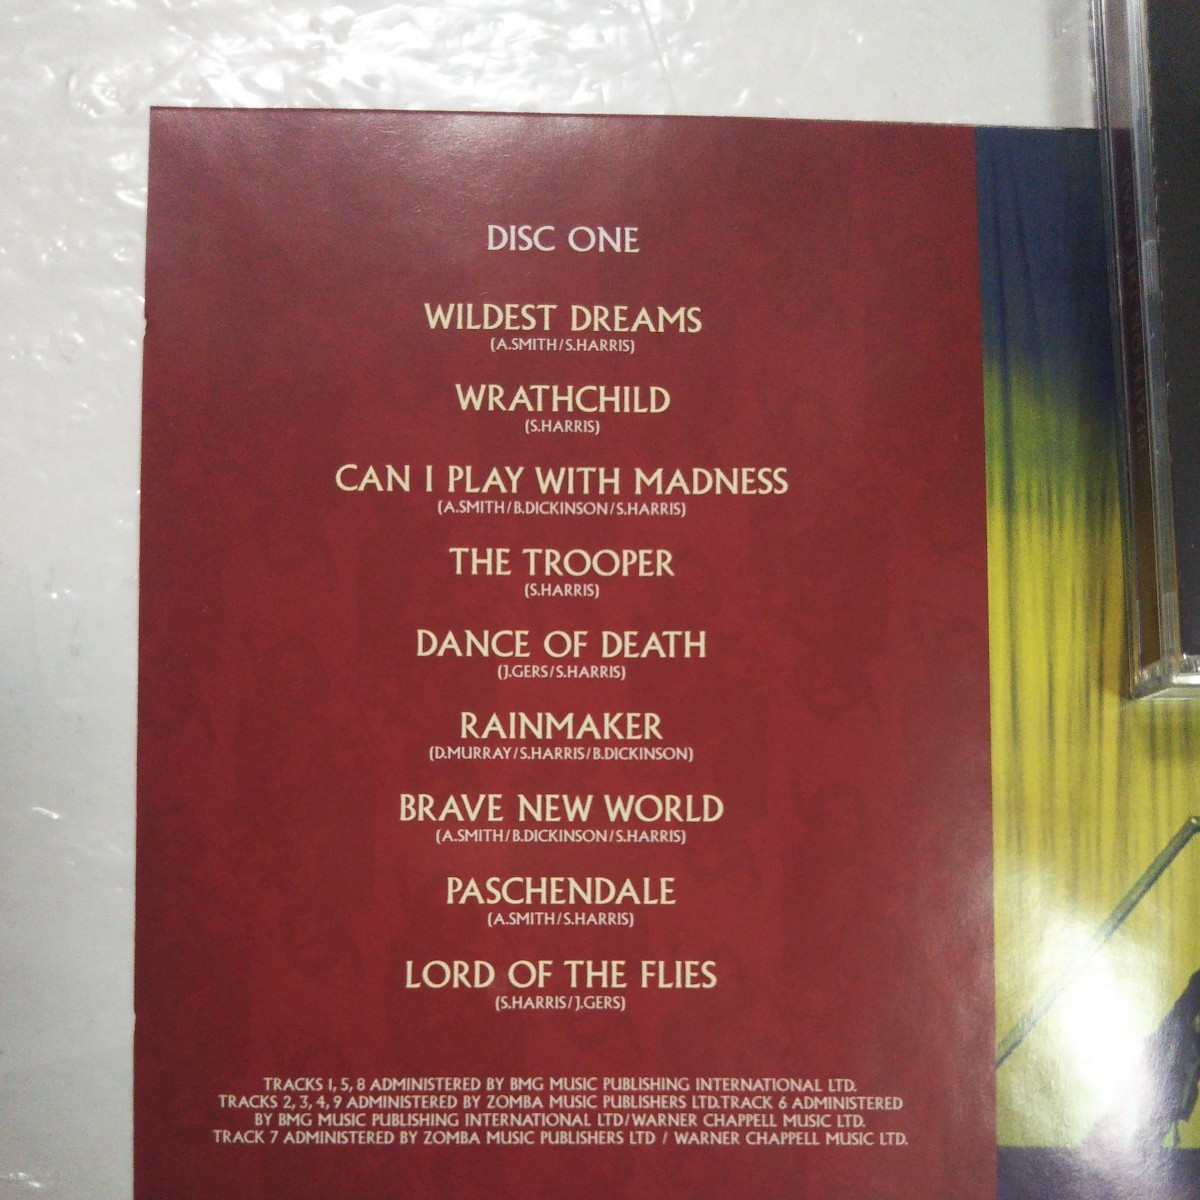 DISC ONE
WILDEST DREAMS
(A.SMITH/S.HARRIS)
WRATHCHILD
(S.HARRIS)
CAN I PLAY WITH MADNESS
(A.SMITH/B.DICKINSON/S.HARRIS)
THE TROOPER
(S.HARRIS)
DANCE OF DEATH
(J.GERS/S.HARRIS)
RAINMAKER
(D.MURRAY/S.HARRIS/B.DICKINSON)
BRAVE NEW WORLD
(A.SMITH/B.DICKINSON/S.HARRIS)
PASCHENDALE
(A.SMITH/S.HARRIS)
LORD OF THE FLIES
(S.HARRIS/J.GERS)
TRACKS 1, 5, 8 ADMINISTERED BY BMG MUSIC PUBLISHING INTERNATIONAL LTD.
TRACKS 2, 3, 4, 9 ADMINISTERED BY ZOMBA MUSIC PUBLISHERS LTD.TRACK 6 ADMINISTERED
BY BMG MUSIC PUBLISHING INTERNATIONAL LTD/WARNER CHAPPELL MUSIC LTD.
TRACK 7 ADMINISTERED BY ZOMBA MUSIC PUBLISHERS LTD / WARNER CHAPPELL MUSIC LTD.